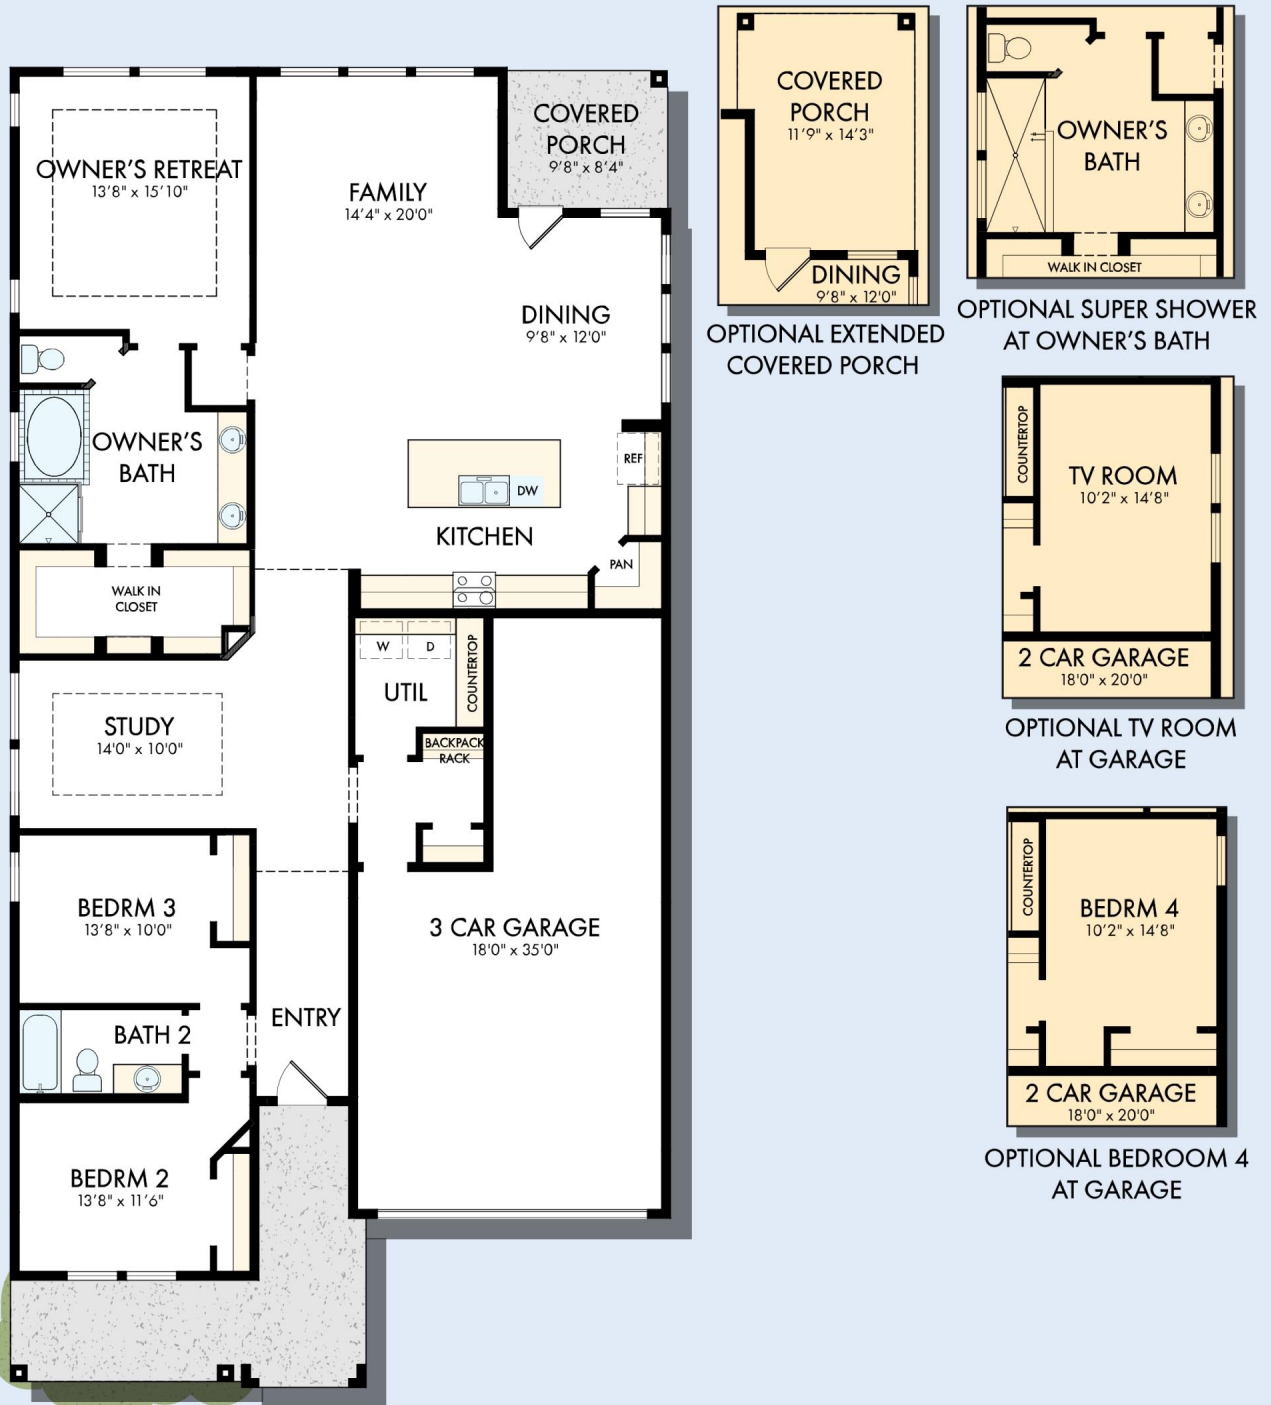 OWNER'S RETREAT
13'8" x 15'10"
FAMILY
14'4" x 20'0"
COVERED
PORCH
9'8" x 8'4"
DINING
9'8" x 12'0"
OWNER'S
BATH
REF
DW
KITCHEN
PAN
WALK IN
CLOSET
W
D
COUNTERTOP
UTIL
STUDY
14'0" x 10'0"
BACKPACK
RACK
BEDRM 3
13'8" x 10'0"
3 CAR GARAGE
18'0" x 35'0"
ENTRY
BATH 2
BEDRM 2
13'8" x 11'6"
COVERED
PORCH
11'9" x 14'3"
DINING
9'8" x 12'0"
OPTIONAL EXTENDED
COVERED PORCH
OWNER'S
BATH
WALK IN CLOSET
OPTIONAL SUPER SHOWER
AT OWNER'S BATH
COUNTERTOP
TV ROOM
10'2" x 14'8"
2 CAR GARAGE
18'0" x 20'0"
OPTIONAL TV ROOM
AT GARAGE
COUNTERTOP
BEDRM 4
10'2" x 14'8"
2 CAR GARAGE
18'0" x 20'0"
OPTIONAL BEDROOM 4
AT GARAGE